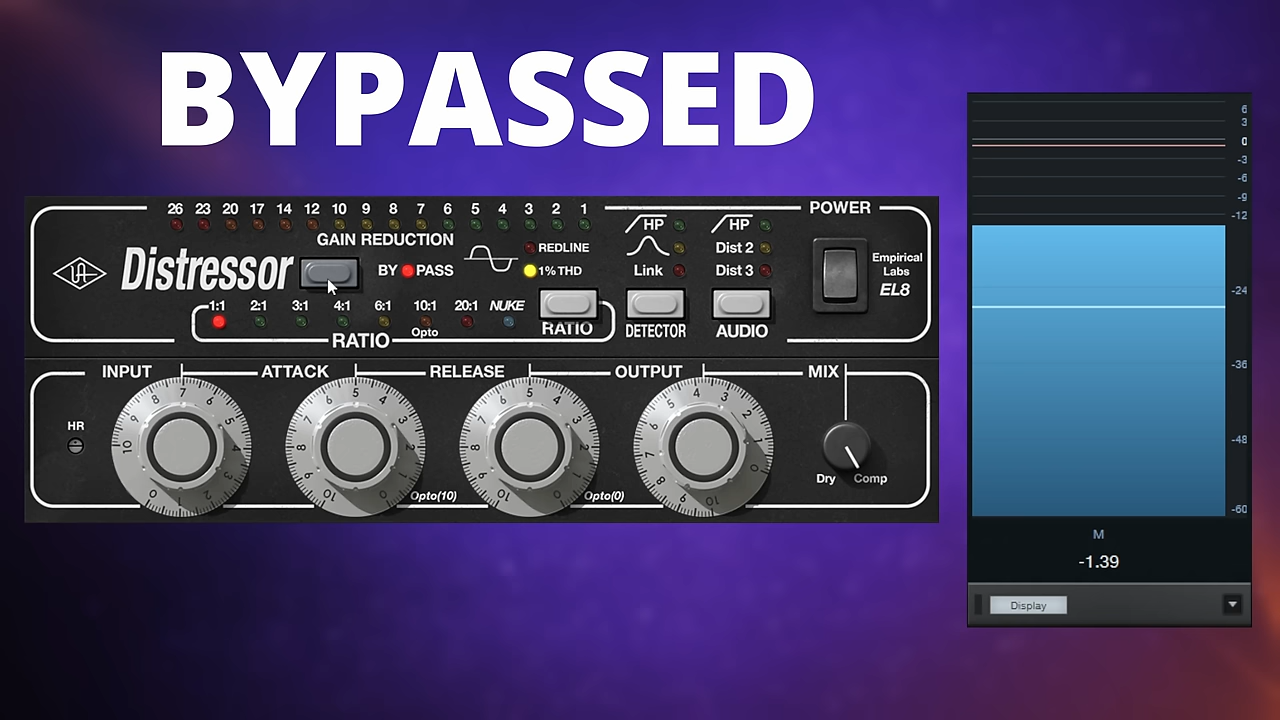 BYPASSED
26 23 20 17 14 12 10 9 8 7 6 5 4 3 2 1
GAIN REDUCTION
UA
Distressor
BY PASS
REDLINE
1% THD
HP
Link
HP
Dist 2
Dist 3
POWER
Empirical
Labs
EL8
1:1 2:1 3:1 4:1 6:1 10:1 20:1 NUKE
Opto
RATIO
RATIO
DETECTOR
AUDIO
INPUT ATTACK RELEASE OUTPUT MIX
HR
Opto(10)
Opto(0)
Dry Comp
6
3
0
-3
-6
-9
-12
-24
-36
-48
-60
M
-1.39
Display